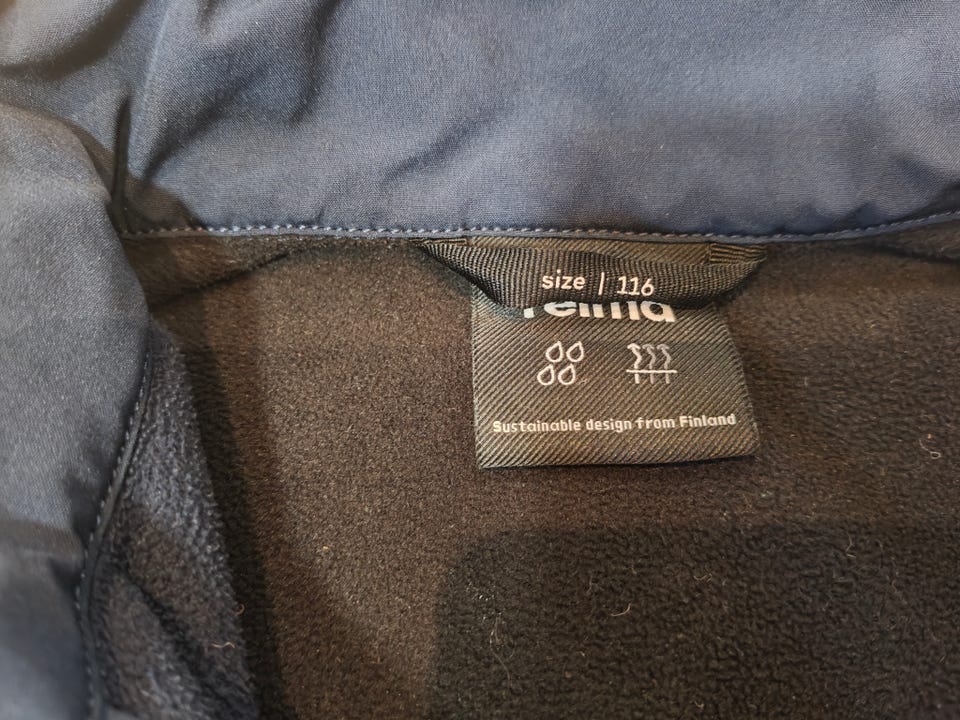 size | 116
reima
Sustainable design from Finland